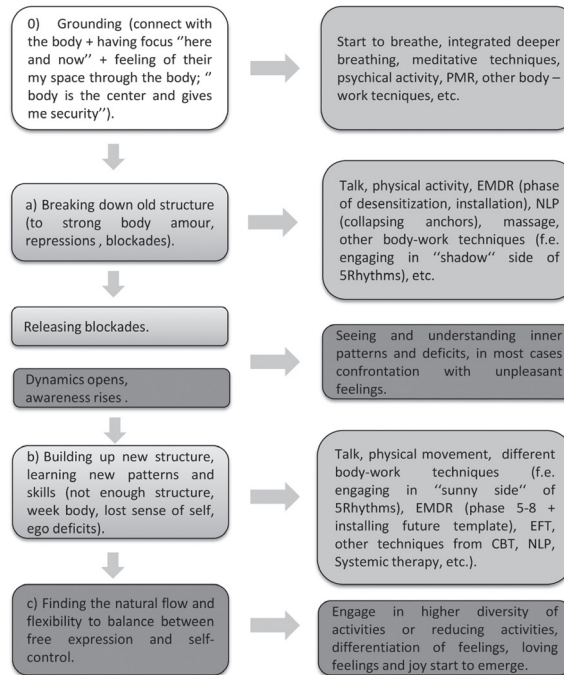 0) Grounding (connect with
the body + having focus "here
and now" + feeling of their
my space through the body; "
body is the center and gives
me security").
Start to breathe, integrated deeper
breathing, meditative techniques,
psychical activity, PMR, other body –
work tecniques, etc.
a) Breaking down old structure
(to strong body amour,
repressions , blockades).
Talk, physical activity, EMDR (phase
of desensitization, installation), NLP
(collapsing anchors), massage,
other body-work techniques (f.e.
engaging in "shadow" side of
5Rhythms), etc.
Releasing blockades.
Dynamics opens,
awareness rises .
Seeing and understanding inner
patterns and deficits, in most cases
confrontation with unpleasant
feelings.
b) Building up new structure,
learning new patterns and
skills (not enough structure,
week body, lost sense of self,
ego deficits).
Talk, physical movement, different
body-work techniques (f.e.
engaging in "sunny side" of
5Rhythms), EMDR (phase 5-8 +
installing future template), EFT,
other techniques from CBT, NLP,
Systemic therapy, etc.).
c) Finding the natural flow and
flexibility to balance between
free expression and self-
control.
Engage in higher diversity of
activities or reducing activities,
differentiation of feelings, loving
feelings and joy start to emerge.